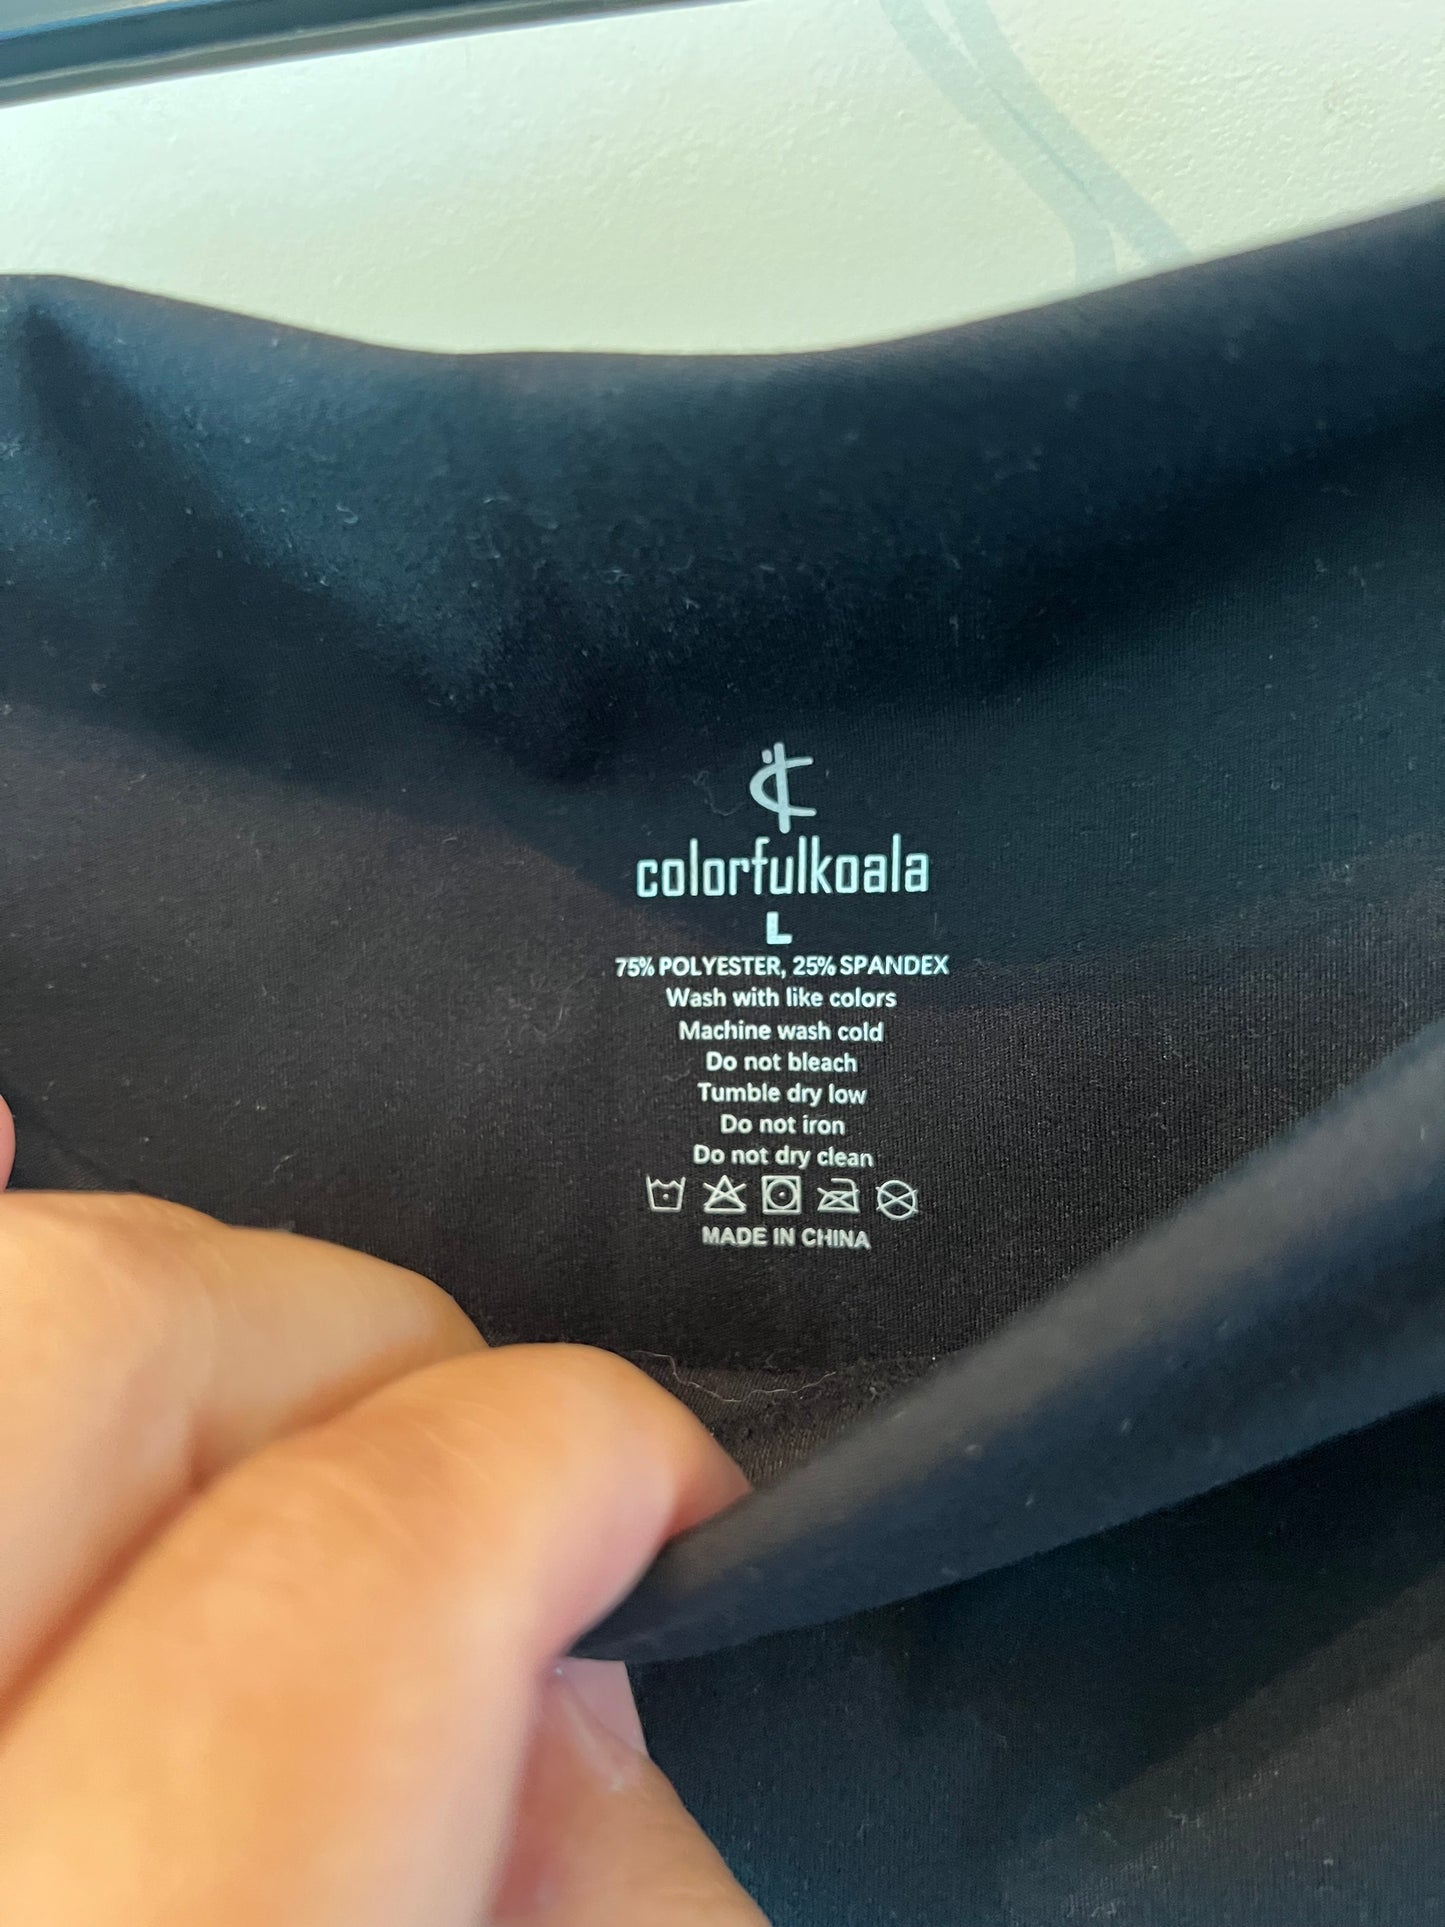 colorfulkoala
L
75% POLYESTER, 25% SPANDEX
Wash with like colors
Machine wash cold
Do not bleach
Tumble dry low
Do not iron
Do not dry clean
MADE IN CHINA